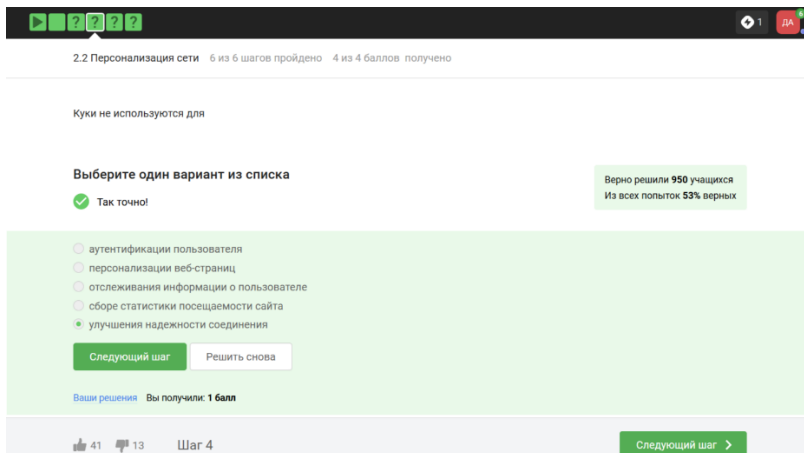 ? ? ? ?
1 ДА 6
2.2 Персонализация сети 6 из 6 шагов пройдено 4 из 4 баллов получено
Куки не используются для
Выберите один вариант из списка
Так точно!
Верно решили 950 учащихся
Из всех попыток 53% верных
аутентификации пользователя
персонализации веб-страниц
отслеживания информации о пользователе
сборе статистики посещаемости сайта
улучшения надежности соединения
Следующий шаг Решить снова
Ваши решения Вы получили: 1 балл
41 13 Шаг 4 Следующий шаг